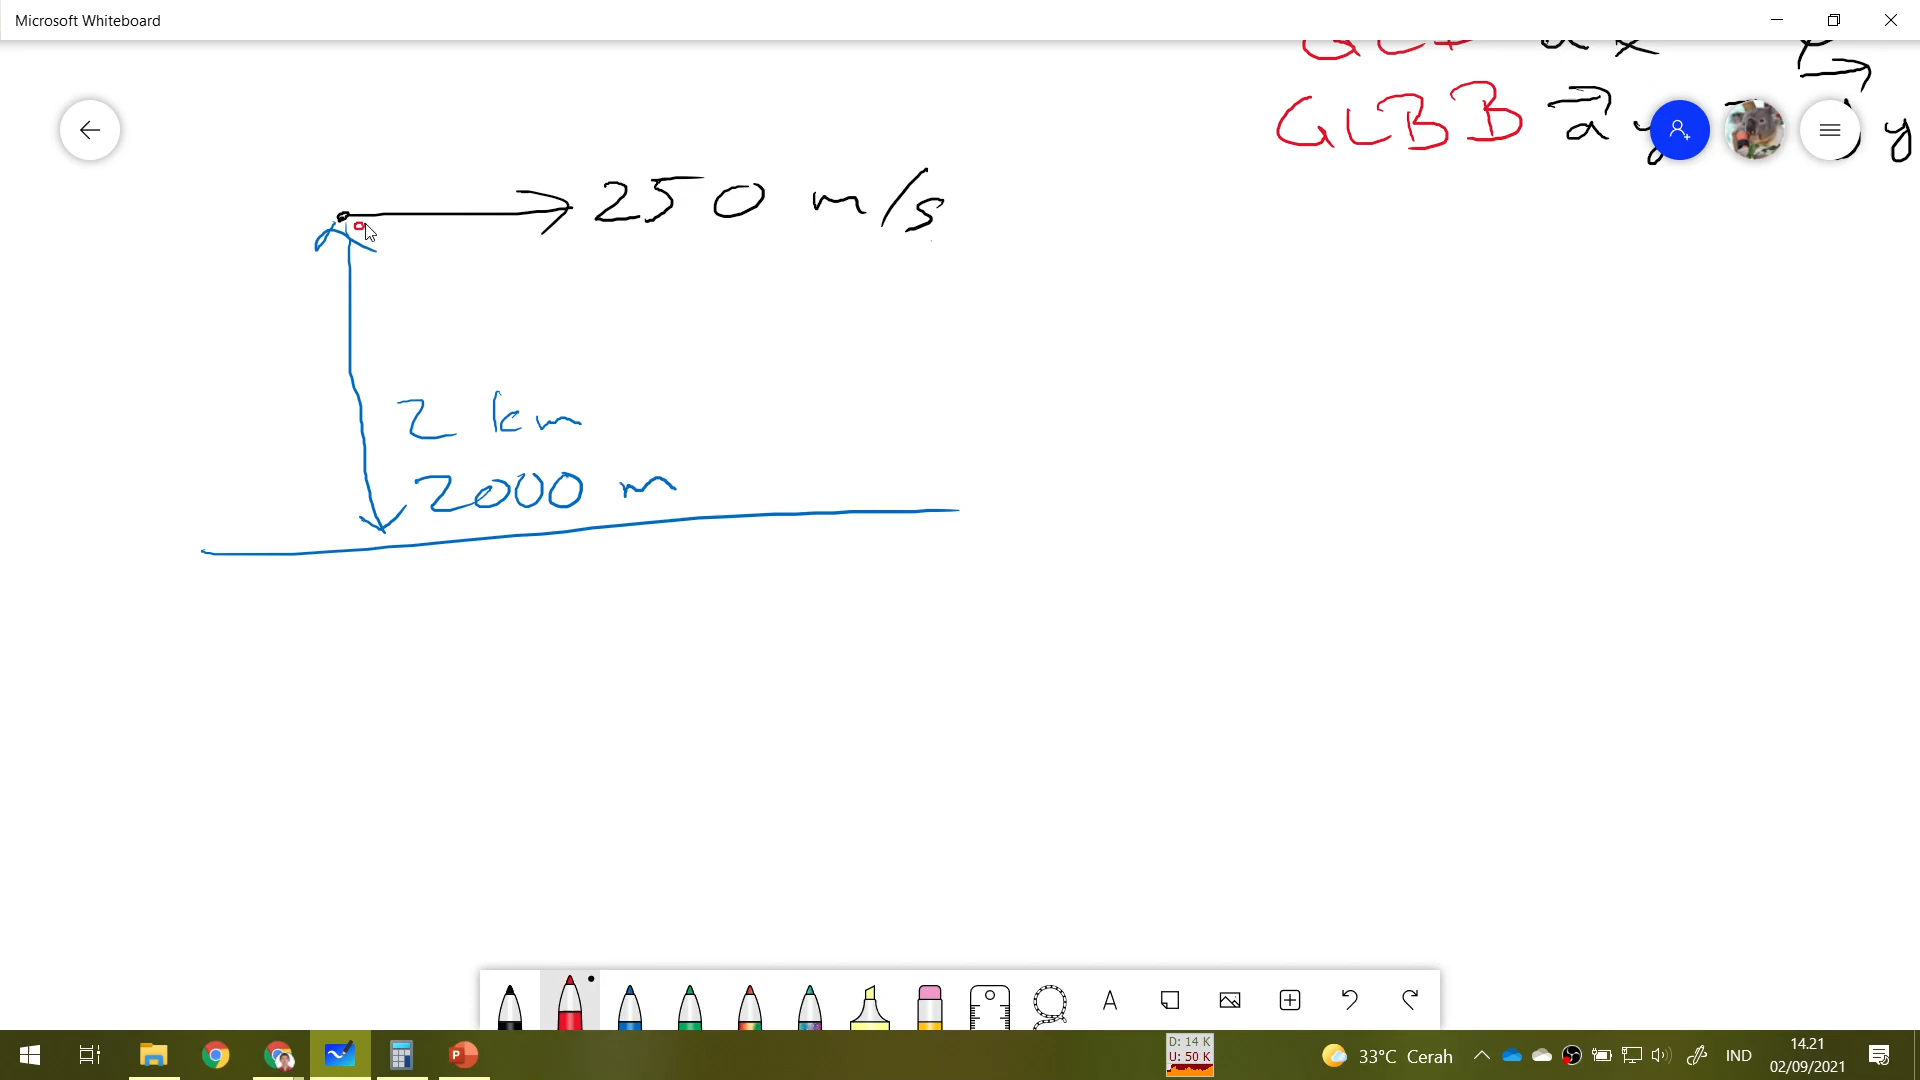 Microsoft Whiteboard
GLBB a y y
250 m/s
2 km
2000 m
A
P
D: 14 K
U: 50 K
33°C Cerah
IND
14.21
02/09/2021